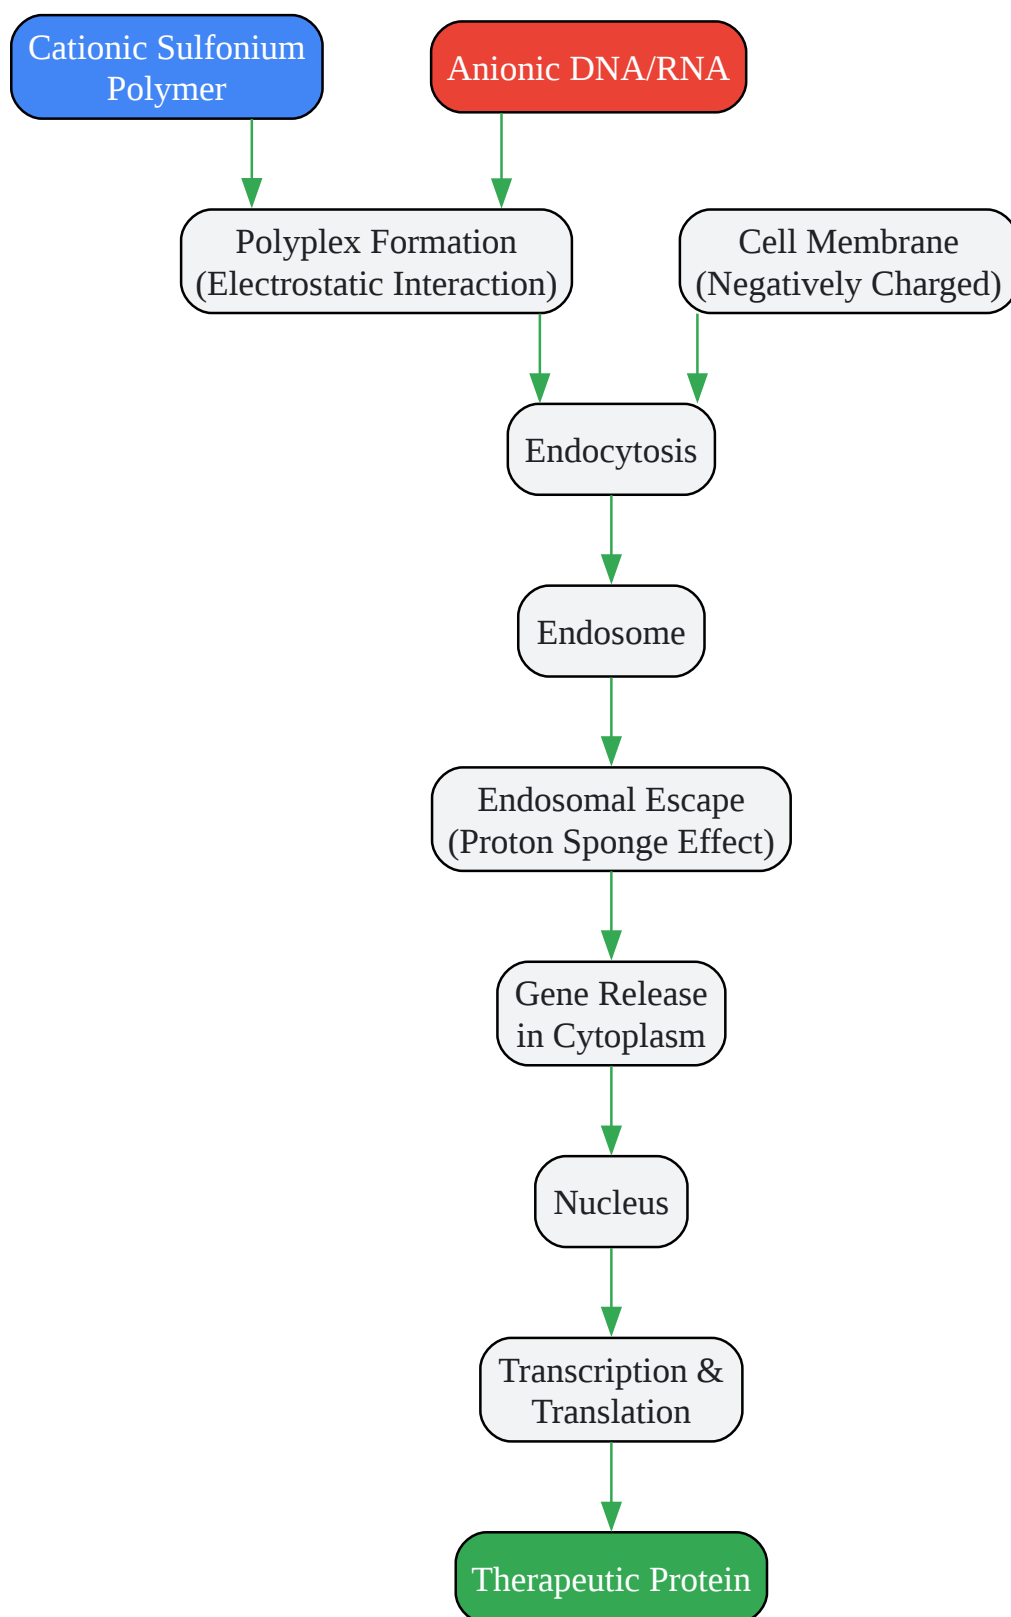 Cationic Sulfonium
Polymer
Anionic DNA/RNA
Polyplex Formation
(Electrostatic Interaction)
Cell Membrane
(Negatively Charged)
Endocytosis
Endosome
Endosomal Escape
(Proton Sponge Effect)
Gene Release
in Cytoplasm
Nucleus
Transcription &
Translation
Therapeutic Protein